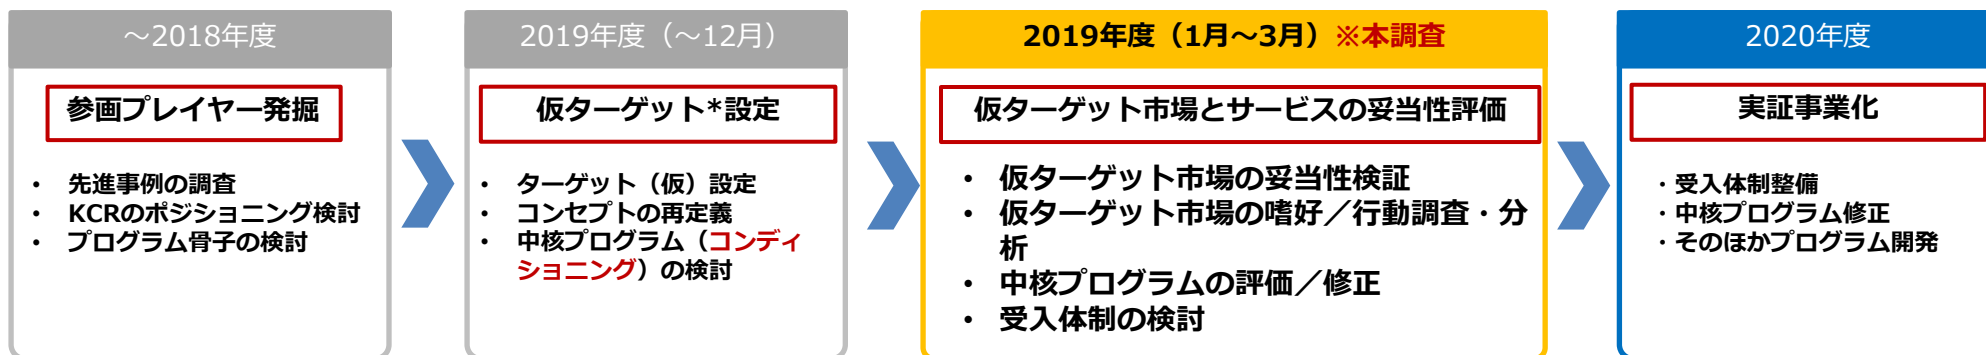 ～2018年度
参画プレイヤー発掘
• 先進事例の調査
• KCRのポジショニング検討
• プログラム骨子の検討
2019年度（～12月）
仮ターゲット*設定
• ターゲット（仮）設定
• コンセプトの再定義
• 中核プログラム（コンディ
ショニング）の検討
2019年度（1月～3月）※本調査
仮ターゲット市場とサービスの妥当性評価
• 仮ターゲット市場の妥当性検証
• 仮ターゲット市場の嗜好／行動調査・分
析
• 中核プログラムの評価／修正
• 受入体制の検討
2020年度
実証事業化
・受入体制整備
・中核プログラム修正
・そのほかプログラム開発